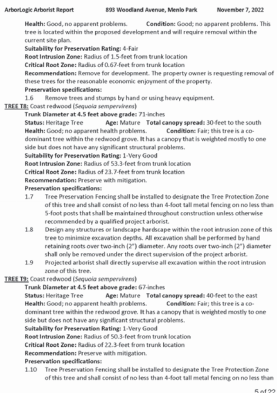 ArborLogic Arborist Report 893 Woodland Avenue, Menlo Park November 7, 2022
Health: Good, no apparent problems. Condition: Good; no apparent problems. This
tree is located within the proposed development and will require removal within the
current site plan.
Suitability for Preservation Rating: 4-Fair
Root Intrusion Zone: Radius of 1.5-feet from trunk location
Critical Root Zone: Radius of 0.67-feet from trunk location
Recommendation: Remove for development. The property owner is requesting removal of
these trees for the reasonable economic enjoyment of the property.
Preservation specifications:
1.6 Remove trees and stumps by hand or using heavy equipment.
TREE T8: Coast redwood (Sequoia sempervirens)
Trunk Diameter at 4.5 feet above grade: 71-inches
Status: Heritage Tree Age: Mature Total canopy spread: 30-feet to the south
Health: Good; no apparent health problems. Condition: Fair; this tree is a co-
dominant tree within the redwood grove. It has a canopy that is weighted mostly to one
side but does not have any significant structural problems.
Suitability for Preservation Rating: 1-Very Good
Root Intrusion Zone: Radius of 53.3-feet from trunk location
Critical Root Zone: Radius of 23.7-feet from trunk location
Recommendation: Preserve with mitigation.
Preservation specifications:
1.7 Tree Preservation Fencing shall be installed to designate the Tree Protection Zone
of this tree and shall consist of no less than 4-foot tall metal fencing on no less than
5-foot posts that shall be maintained throughout construction unless otherwise
recommended by a qualified project arborist.
1.8 Design any structures or landscape hardscape within the root intrusion zone of this
tree to minimize excavation depths. All excavation shall be performed by hand
retaining roots over two-inch (2") diameter. Any roots over two-inch (2") diameter
shall only be removed under the direct supervision of the project arborist.
1.9 Projected arborist shall directly supervise all excavation within the root intrusion
zone of this tree.
TREE T9: Coast redwood (Sequoia sempervirens)
Trunk Diameter at 4.5 feet above grade: 67-inches
Status: Heritage Tree Age: Mature Total canopy spread: 40-feet to the east
Health: Good; no apparent health problems. Condition: Fair; this tree is a co-
dominant tree within the redwood grove. It has a canopy that is weighted mostly to one
side but does not have any significant structural problems.
Suitability for Preservation Rating: 1-Very Good
Root Intrusion Zone: Radius of 50.3-feet from trunk location
Critical Root Zone: Radius of 22.3-feet from trunk location
Recommendation: Preserve with mitigation.
Preservation specifications:
1.10 Tree Preservation Fencing shall be installed to designate the Tree Protection Zone
of this tree and shall consist of no less than 4-foot tall metal fencing on no less than
5 of 22